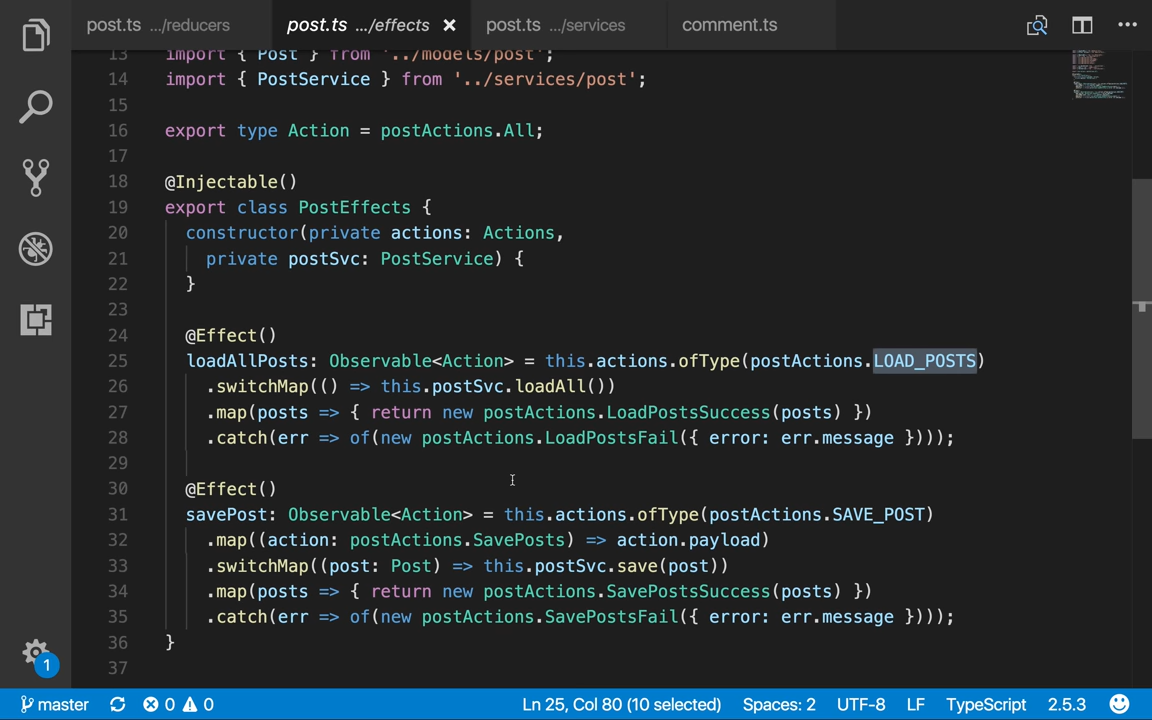 post.ts .../reducers
post.ts .../effects
post.ts .../services
comment.ts
13 import { Post } from '../models/post';
14 import { PostService } from '../services/post';
15
16 export type Action = postActions.All;
17
18 @Injectable()
19 export class PostEffects {
20 constructor(private actions: Actions,
21 private postSvc: PostService) {
22 }
23
24 @Effect()
25 loadAllPosts: Observable<Action> = this.actions.ofType(postActions.LOAD_POSTS)
26 .switchMap(() => this.postSvc.loadAll())
27 .map(posts => { return new postActions.LoadPostsSuccess(posts) })
28 .catch(err => of(new postActions.LoadPostsFail({ error: err.message })));
29
30 @Effect()
31 savePost: Observable<Action> = this.actions.ofType(postActions.SAVE_POST)
32 .map((action: postActions.SavePosts) => action.payload)
33 .switchMap((post: Post) => this.postSvc.save(post))
34 .map(posts => { return new postActions.SavePostsSuccess(posts) })
35 .catch(err => of(new postActions.SavePostsFail({ error: err.message })));
36 }
37
1
master 0 0 Ln 25, Col 80 (10 selected) Spaces: 2 UTF-8 LF TypeScript 2.5.3